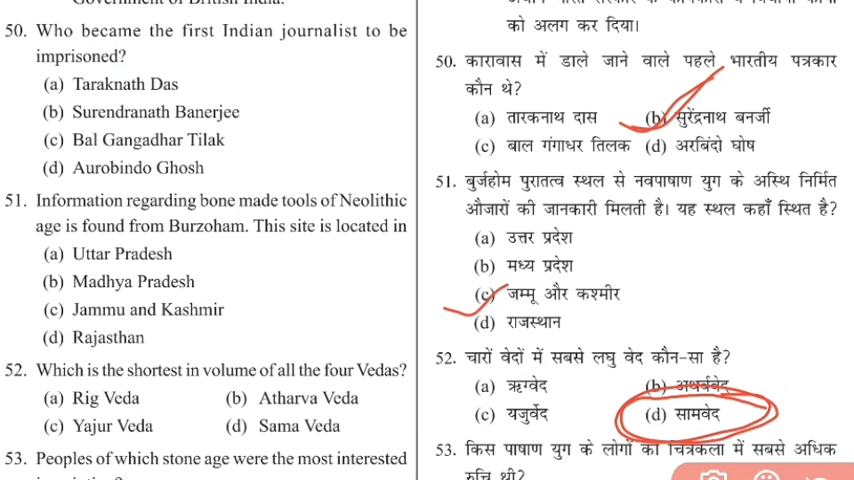 Government of British India.
50. Who became the first Indian journalist to be
imprisoned?
(a) Taraknath Das
(b) Surendranath Banerjee
(c) Bal Gangadhar Tilak
(d) Aurobindo Ghosh
51. Information regarding bone made tools of Neolithic
age is found from Burzoham. This site is located in
(a) Uttar Pradesh
(b) Madhya Pradesh
(c) Jammu and Kashmir
(d) Rajasthan
52. Which is the shortest in volume of all the four Vedas?
(a) Rig Veda (b) Atharva Veda
(c) Yajur Veda (d) Sama Veda
53. Peoples of which stone age were the most interested
को अलग कर दिया।
50. कारावास में डाले जाने वाले पहले भारतीय पत्रकार
कौन थे?
(a) तारकनाथ दास (b) सुरेंद्रनाथ बनर्जी
(c) बाल गंगाधर तिलक (d) अरबिंदो घोष
51. बुर्जहोम पुरातत्व स्थल से नवपाषाण युग के अस्थि निर्मित
औजारों की जानकारी मिलती है। यह स्थल कहाँ स्थित है?
(a) उत्तर प्रदेश
(b) मध्य प्रदेश
(c) जम्मू और कश्मीर
(d) राजस्थान
52. चारों वेदों में सबसे लघु वेद कौन-सा है?
(a) ऋग्वेद (b) अथर्ववेद
(c) यजुर्वेद (d) सामवेद
53. किस पाषाण युग के लोगों की चित्रकला में सबसे अधिक
रुचि थी?